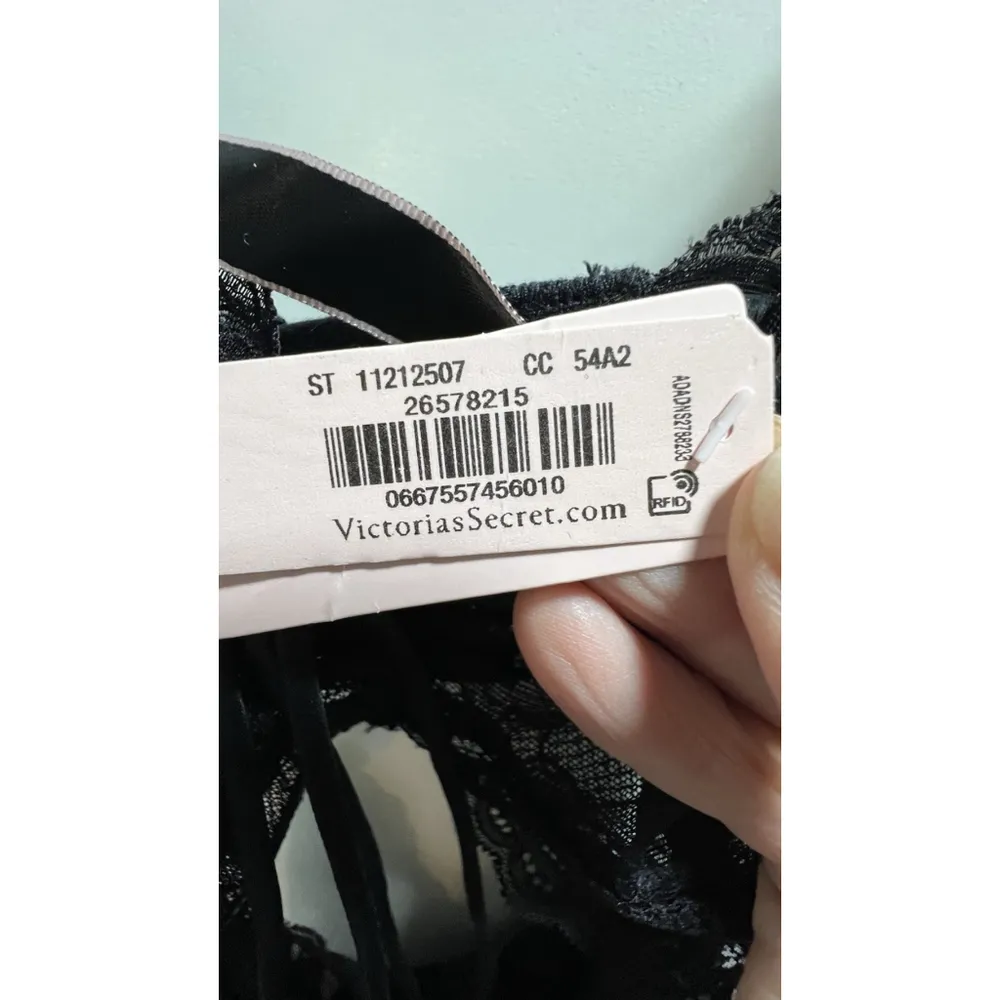 ST 11212507 CC 54A2
26578215
0667557456010
VictoriasSecret.com
RFID